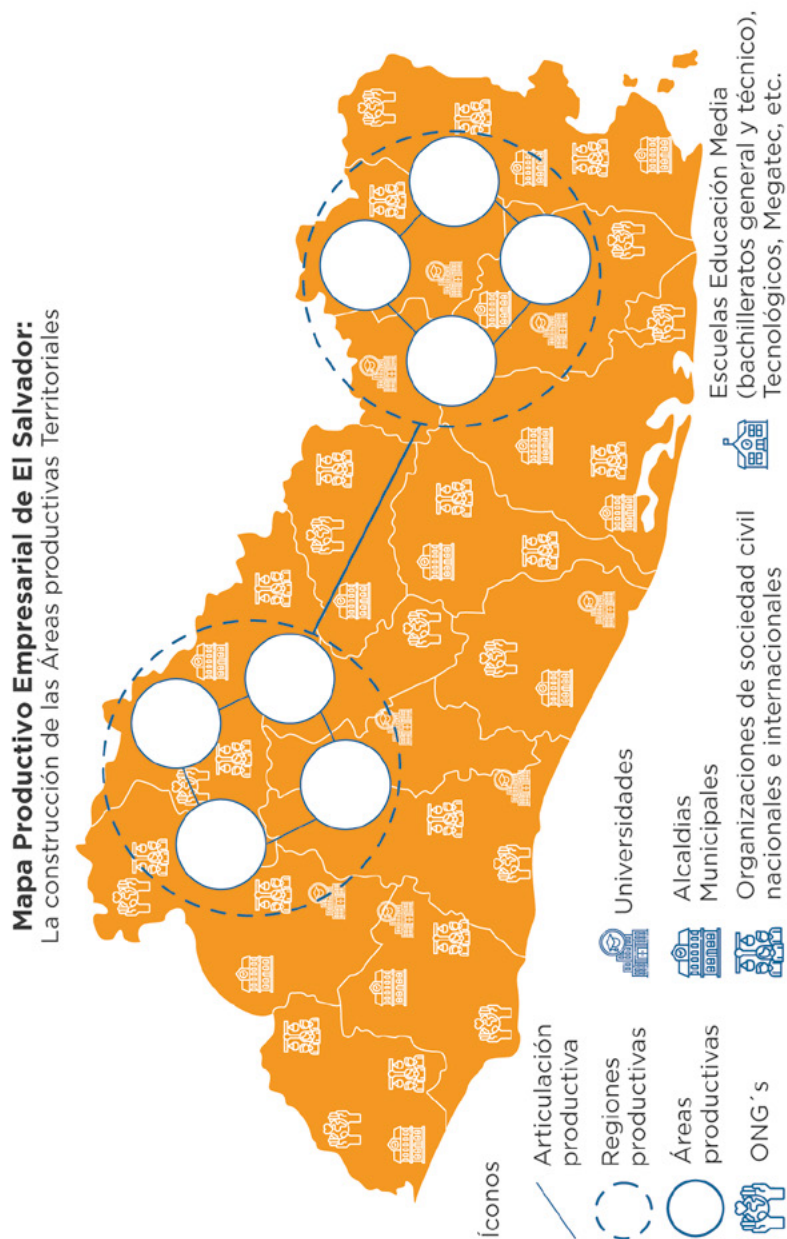 Mapa Productivo Empresarial de El Salvador:
La construcción de las Áreas productivas Territoriales
Íconos
Articulación
productiva
Regiones
productivas
Áreas
productivas
ONG´s
Universidades
Alcaldias
Municipales
Organizaciones de sociedad civil
nacionales e internacionales
Escuelas Educación Media
(bachilleratos general y técnico),
Tecnológicos, Megatec, etc.